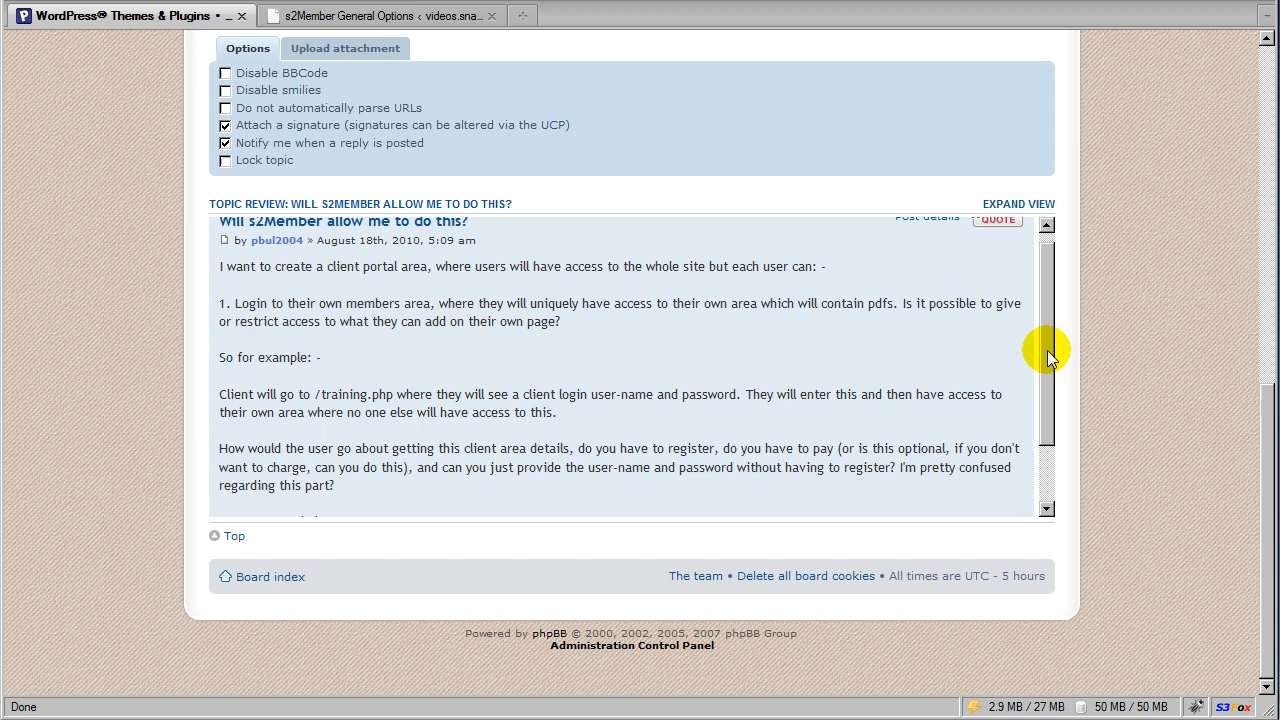 WordPress® Themes & Plugins • ...
s2Member General Options ‹ videos.sna...
Options
Upload attachment
Disable BBCode
Disable smilies
Do not automatically parse URLs
Attach a signature (signatures can be altered via the UCP)
Notify me when a reply is posted
Lock topic
TOPIC REVIEW: WILL S2MEMBER ALLOW ME TO DO THIS?
EXPAND VIEW
Will s2Member allow me to do this?
Post details
QUOTE
by pbul2004 » August 18th, 2010, 5:09 am
I want to create a client portal area, where users will have access to the whole site but each user can: -
1. Login to their own members area, where they will uniquely have access to their own area which will contain pdfs. Is it possible to give
or restrict access to what they can add on their own page?
So for example: -
Client will go to /training.php where they will see a client login user-name and password. They will enter this and then have access to
their own area where no one else will have access to this.
How would the user go about getting this client area details, do you have to register, do you have to pay (or is this optional, if you don't
want to charge, can you do this), and can you just provide the user-name and password without having to register? I'm pretty confused
regarding this part?
Top
Board index
The team • Delete all board cookies • All times are UTC - 5 hours
Powered by phpBB © 2000, 2002, 2005, 2007 phpBB Group
Administration Control Panel
Done
2.9 MB / 27 MB
50 MB / 50 MB
S3Fox